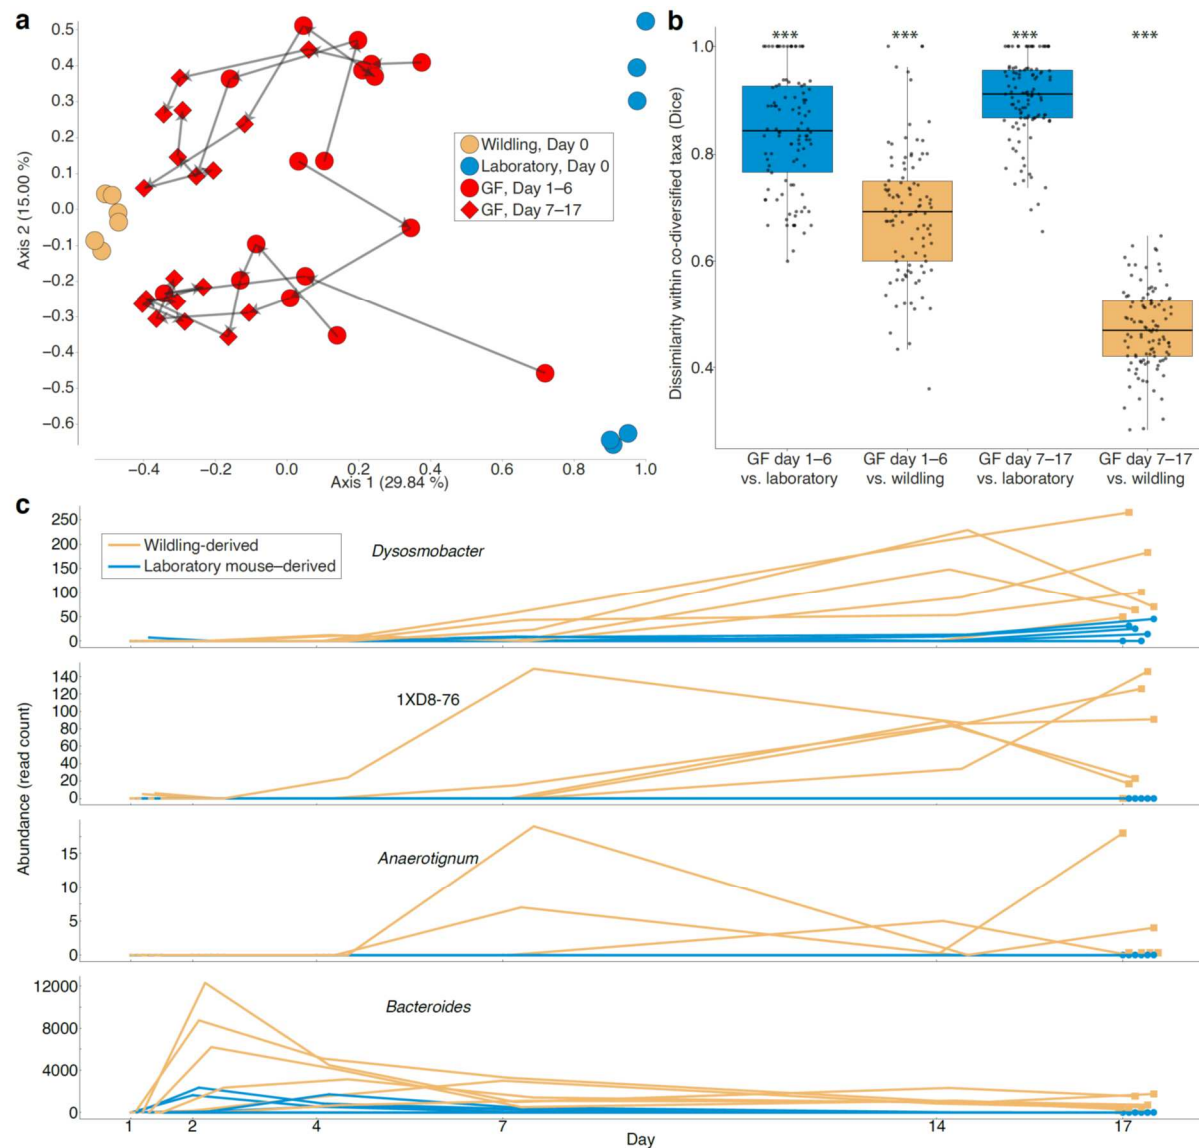 a
0.5
0.4
0.3
0.2
0.1
0.0
−0.1
−0.2
−0.3
−0.4
−0.5
−0.6
Axis 2 (15.00 %)
−0.4
−0.2
0.0
0.2
0.4
0.6
0.8
1.0
Axis 1 (29.84 %)
Wildling, Day 0
Laboratory, Day 0
GF, Day 1–6
GF, Day 7–17
b
***
***
***
***
1.0
0.8
0.6
0.4
Dissimilarity within co-diversified taxa (Dice)
GF day 1–6
vs. laboratory
GF day 1–6
vs. wildling
GF day 7–17
vs. laboratory
GF day 7–17
vs. wildling
c
Wildling-derived
Laboratory mouse–derived
Dysosmobacter
250
200
150
100
50
0
1XD8-76
140
120
100
80
60
40
20
0
Abundance (read count)
Anaerotignum
15
10
5
0
Bacteroides
12000
8000
4000
0
1
2
4
7
14
17
Day